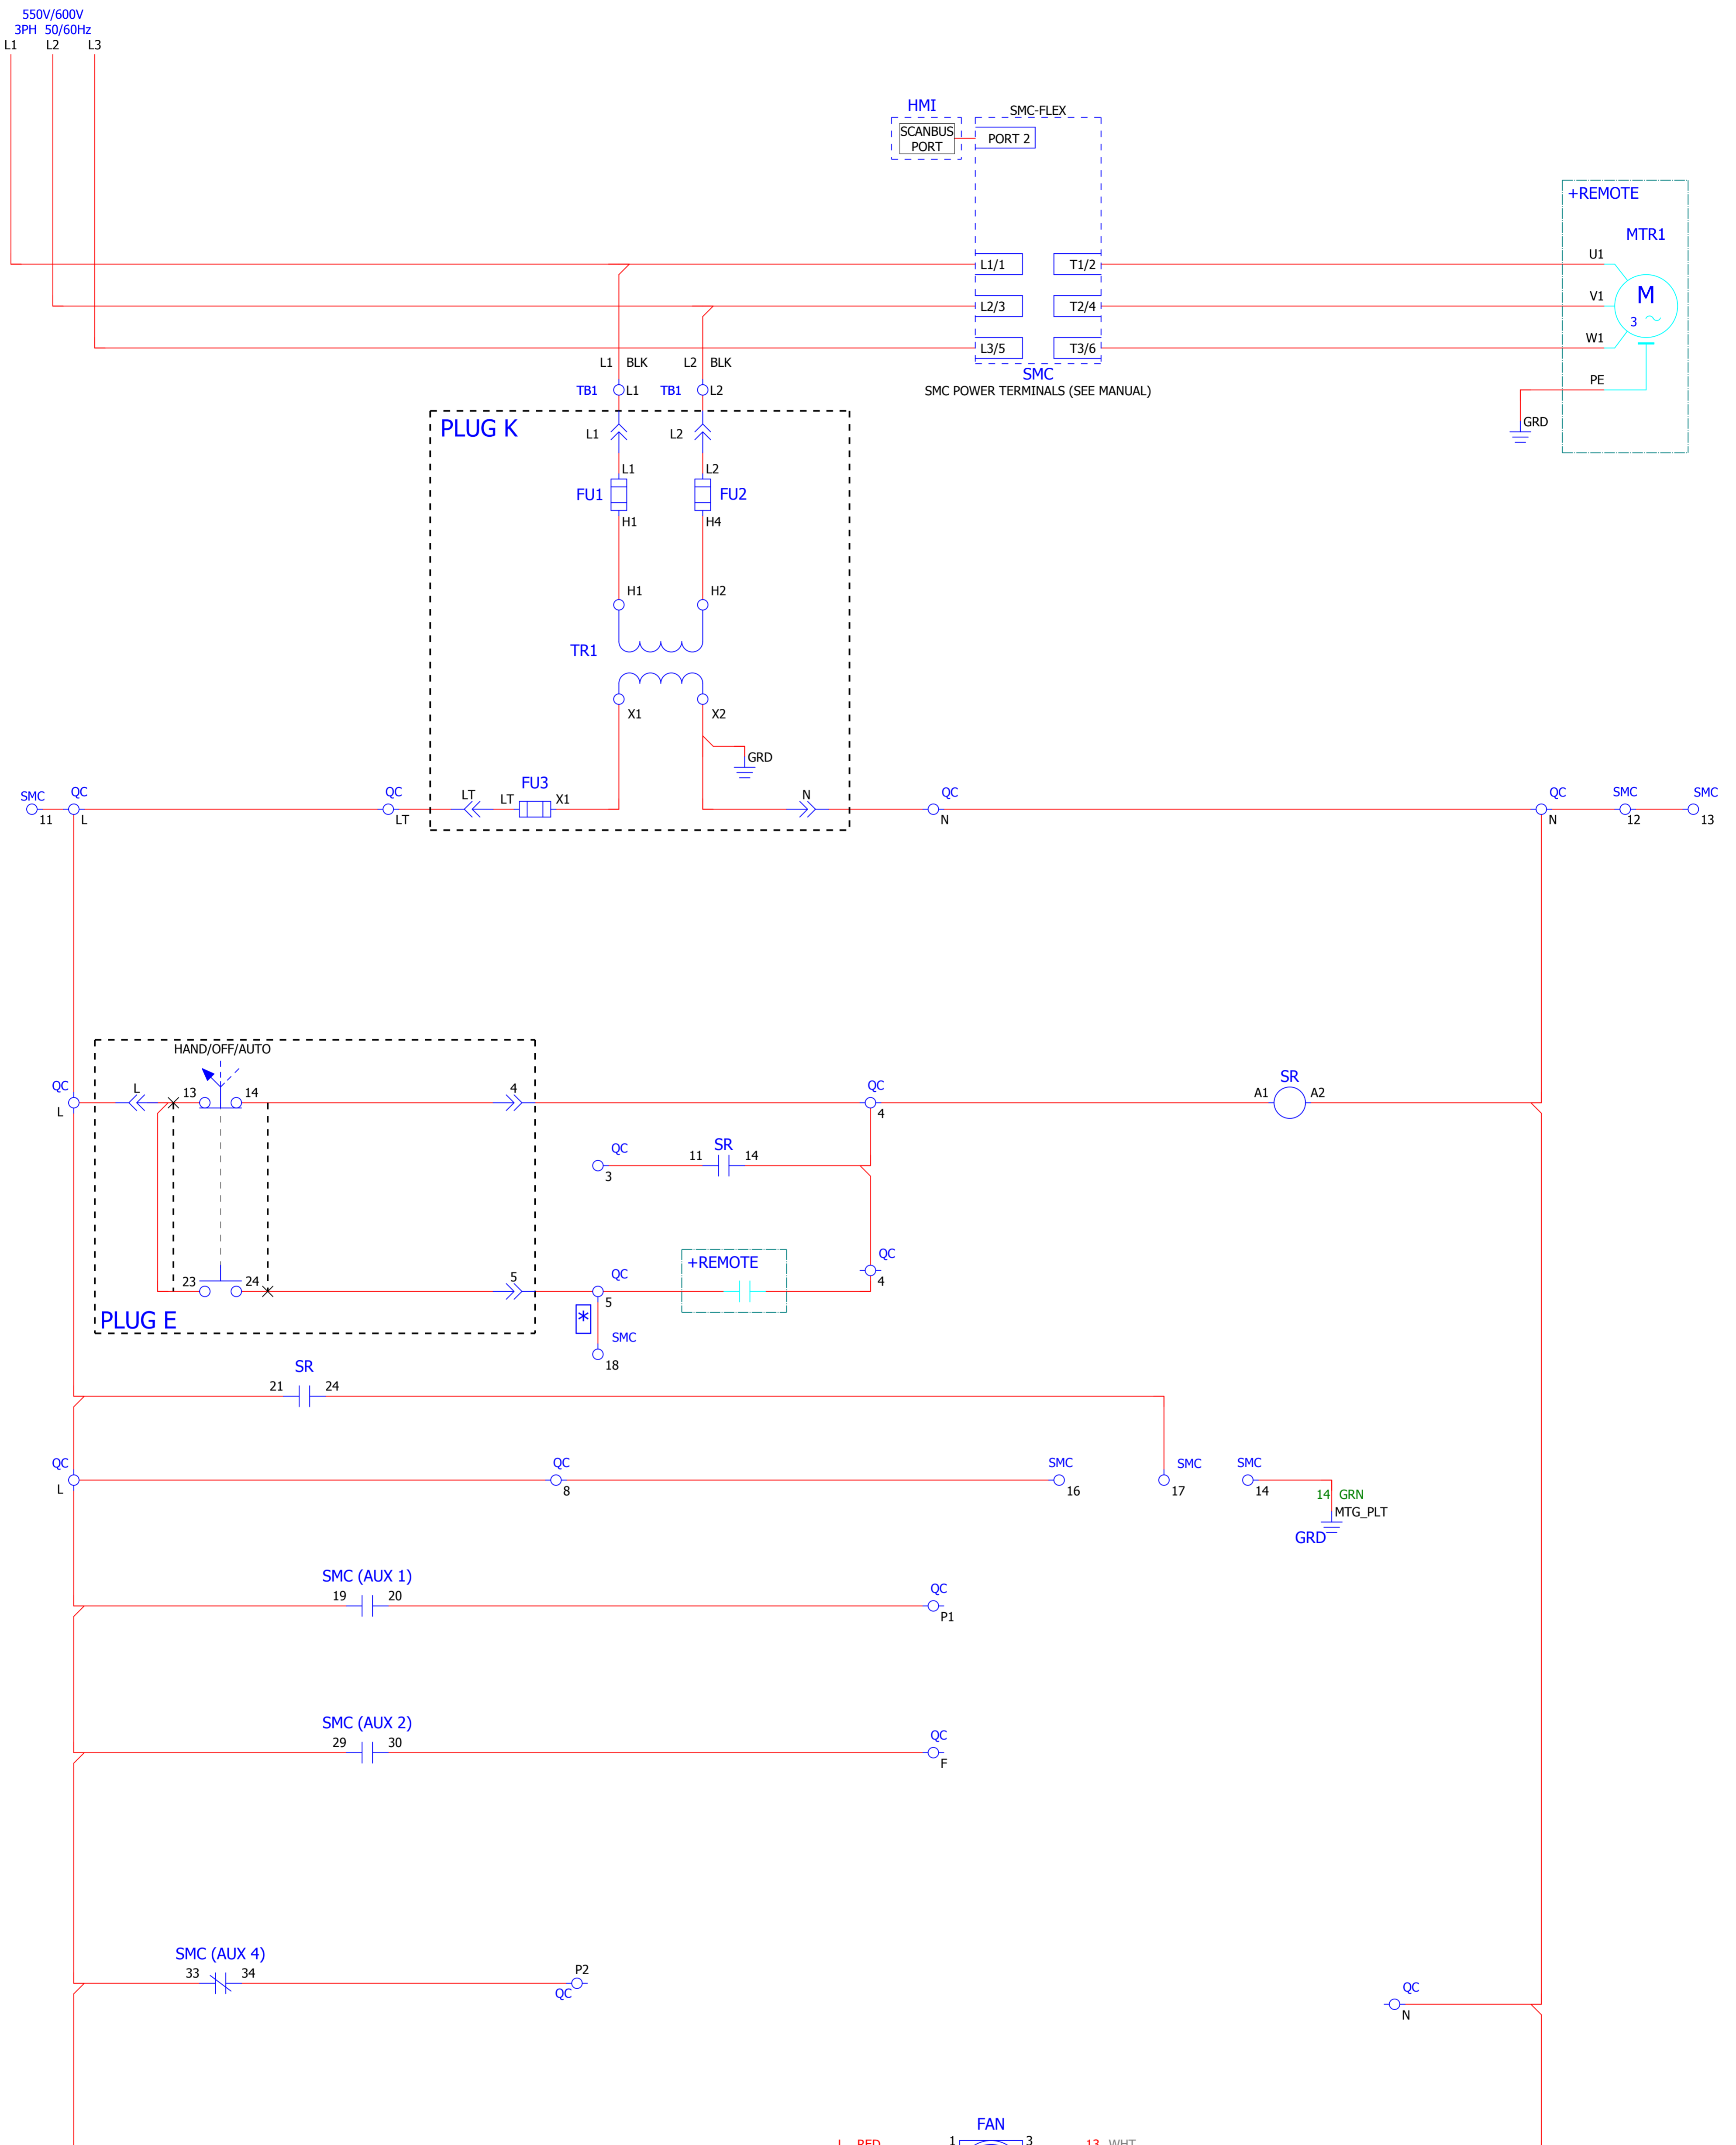 550V/600V
3PH 50/60Hz
L1 L2 L3
HMI
SMC-FLEX
SCANBUS
PORT
PORT 2
+REMOTE
MTR1
L1/1 T1/2 U1
L2/3 T2/4 V1 M
3
L3/5 T3/6 W1
SMC
SMC POWER TERMINALS (SEE MANUAL)
PE
GRD
L1 BLK L2 BLK
TB1 L1 TB1 L2
PLUG K
L1 L2
L1 L2
FU1 FU2
H1 H4
H1 H2
TR1
X1 X2
GRD
FU3
SMC QC QC LT LT X1 N QC QC SMC SMC
11 L LT N N 12 13
HAND/OFF/AUTO
QC L 13 14 4 QC SR
L 4 A1 A2
QC SR
11 14
3
+REMOTE
QC
4
23 24 5 QC
5
PLUG E
*
SMC
18
SR
21 24
QC QC SMC SMC SMC
L 8 16 17 14
14 GRN
MTG_PLT
GRD
SMC (AUX 1)
19 20 QC
P1
SMC (AUX 2)
29 30 QC
F
SMC (AUX 4)
33 34 P2
QC
QC
N
FAN
L RED 1 3 13 WHT